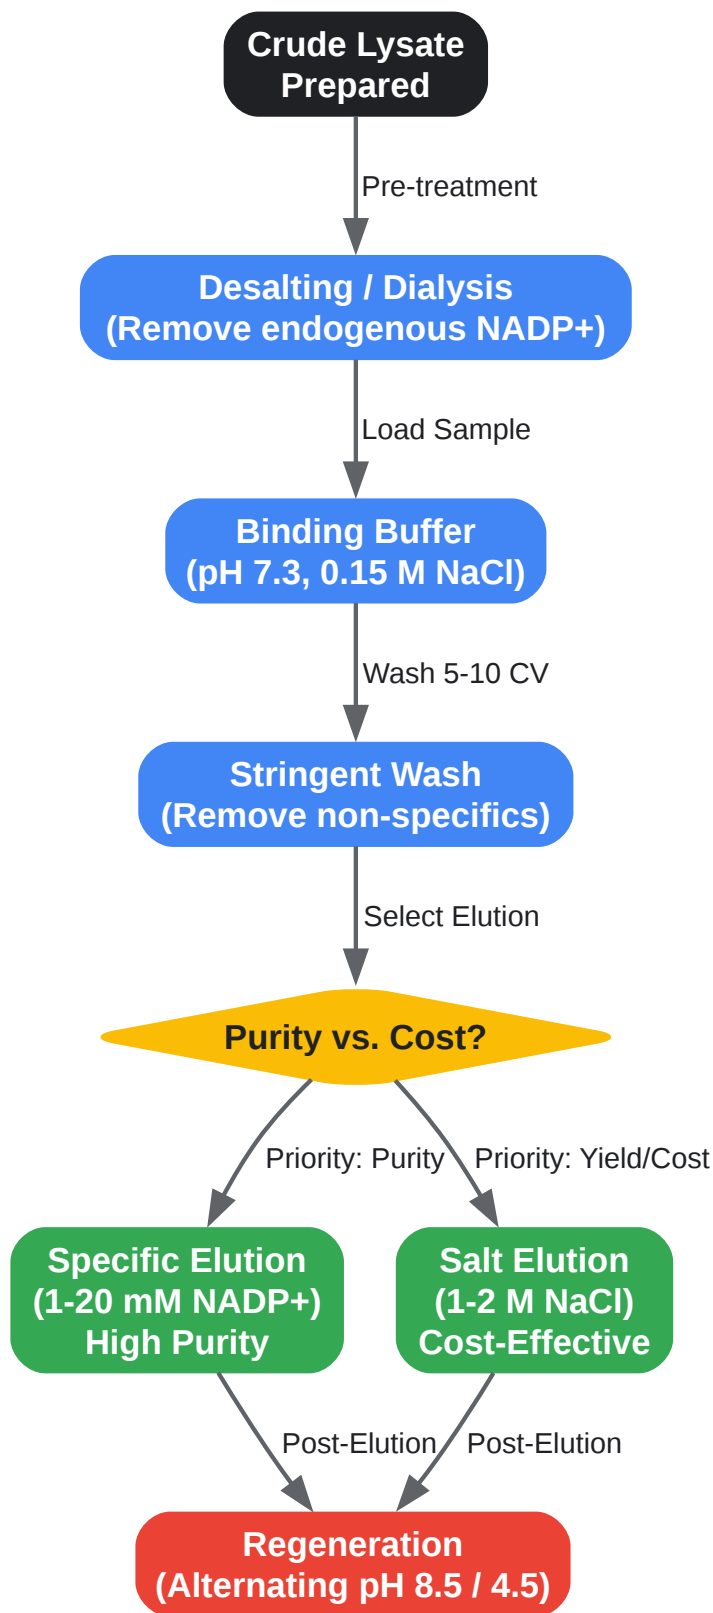 Crude Lysate
Prepared
Pre-treatment
Desalting / Dialysis
(Remove endogenous NADP+)
Load Sample
Binding Buffer
(pH 7.3, 0.15 M NaCl)
Wash 5-10 CV
Stringent Wash
(Remove non-specifics)
Select Elution
Purity vs. Cost?
Priority: Purity
Priority: Yield/Cost
Specific Elution
(1-20 mM NADP+)
High Purity
Salt Elution
(1-2 M NaCl)
Cost-Effective
Post-Elution
Post-Elution
Regeneration
(Alternating pH 8.5 / 4.5)